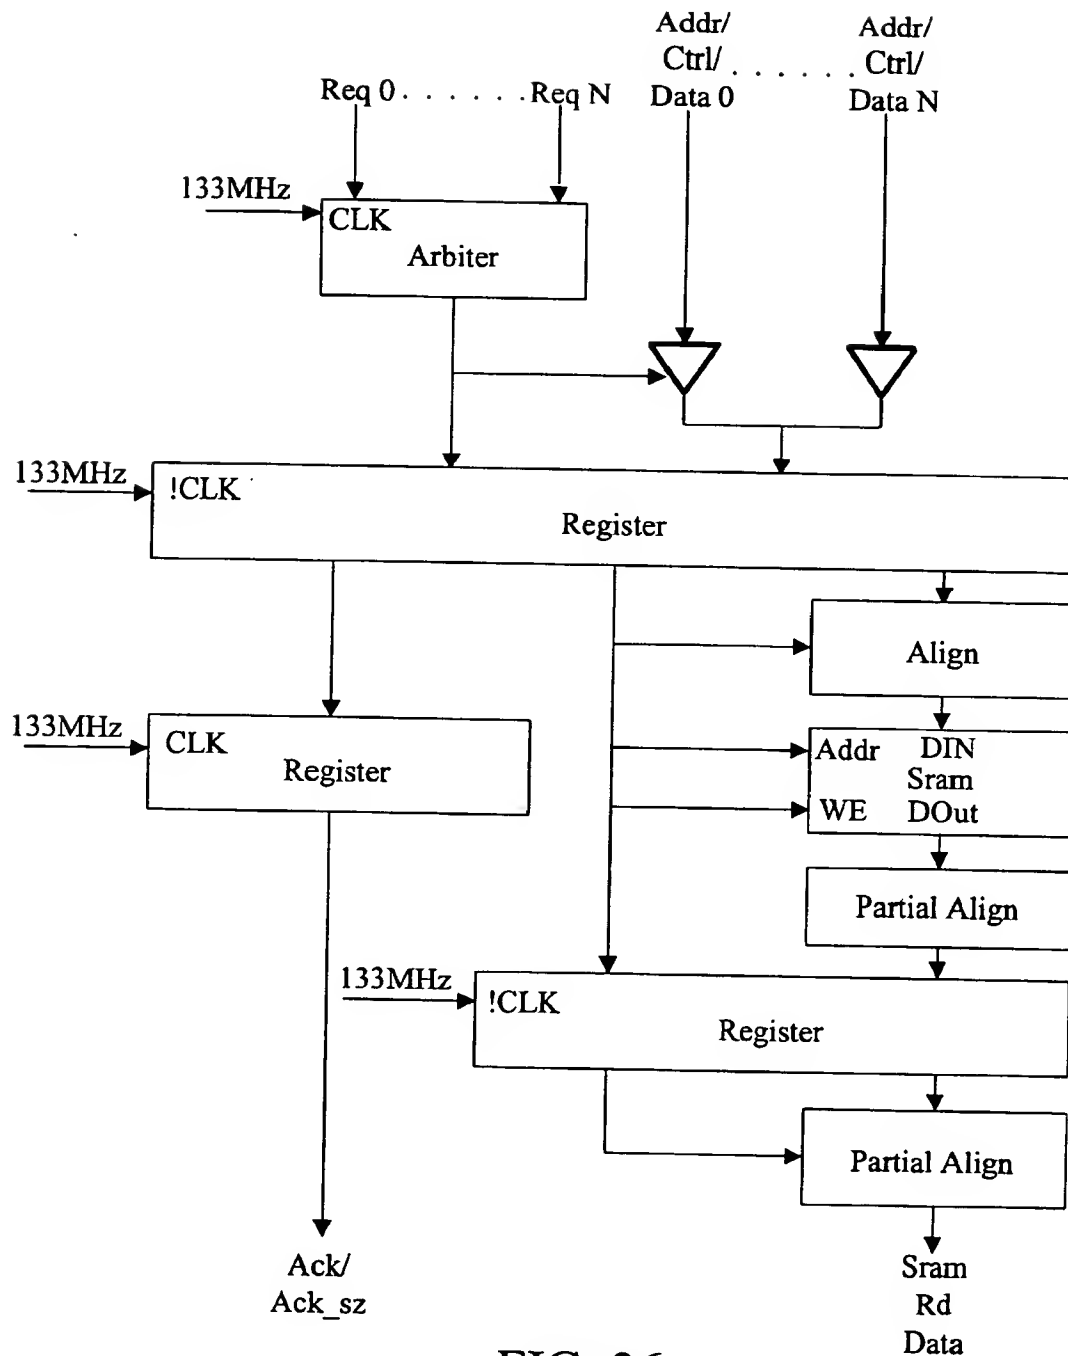 Addr/ Addr/
Ctrl/ . . . . . . Ctrl/
Req 0 . . . . . . Req N Data 0 Data N
133MHz
CLK
Arbiter
133MHz
!CLK
Register
Align
133MHz
CLK
Register
Addr DIN
Sram
WE DOut
Partial Align
133MHz
!CLK
Register
Partial Align
Ack/
Ack_sz
Sram
Rd
Data